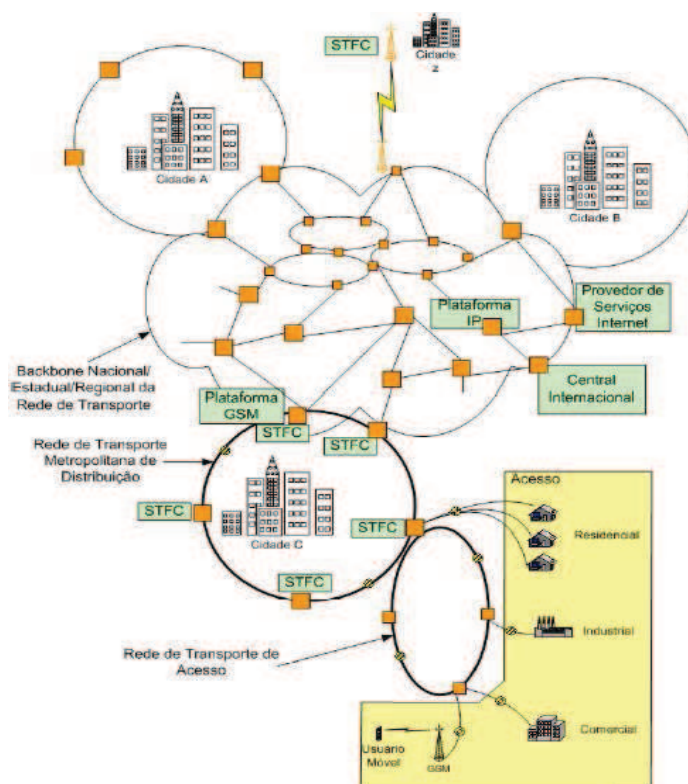 STFC
Cidade
z
Cidade A
Cidade B
Plataforma
IP
Provedor de
Serviços
Internet
Backbone Nacional/
Estadual/Regional da
Rede de Transporte
Central
Internacional
Plataforma
GSM
STFC
STFC
Rede de Transporte
Metropolitana de
Distribuição
STFC
Cidade C
STFC
STFC
Acesso
Residencial
Industrial
Rede de Transporte de
Acesso
Comercial
Usuário
Móvel
GSM